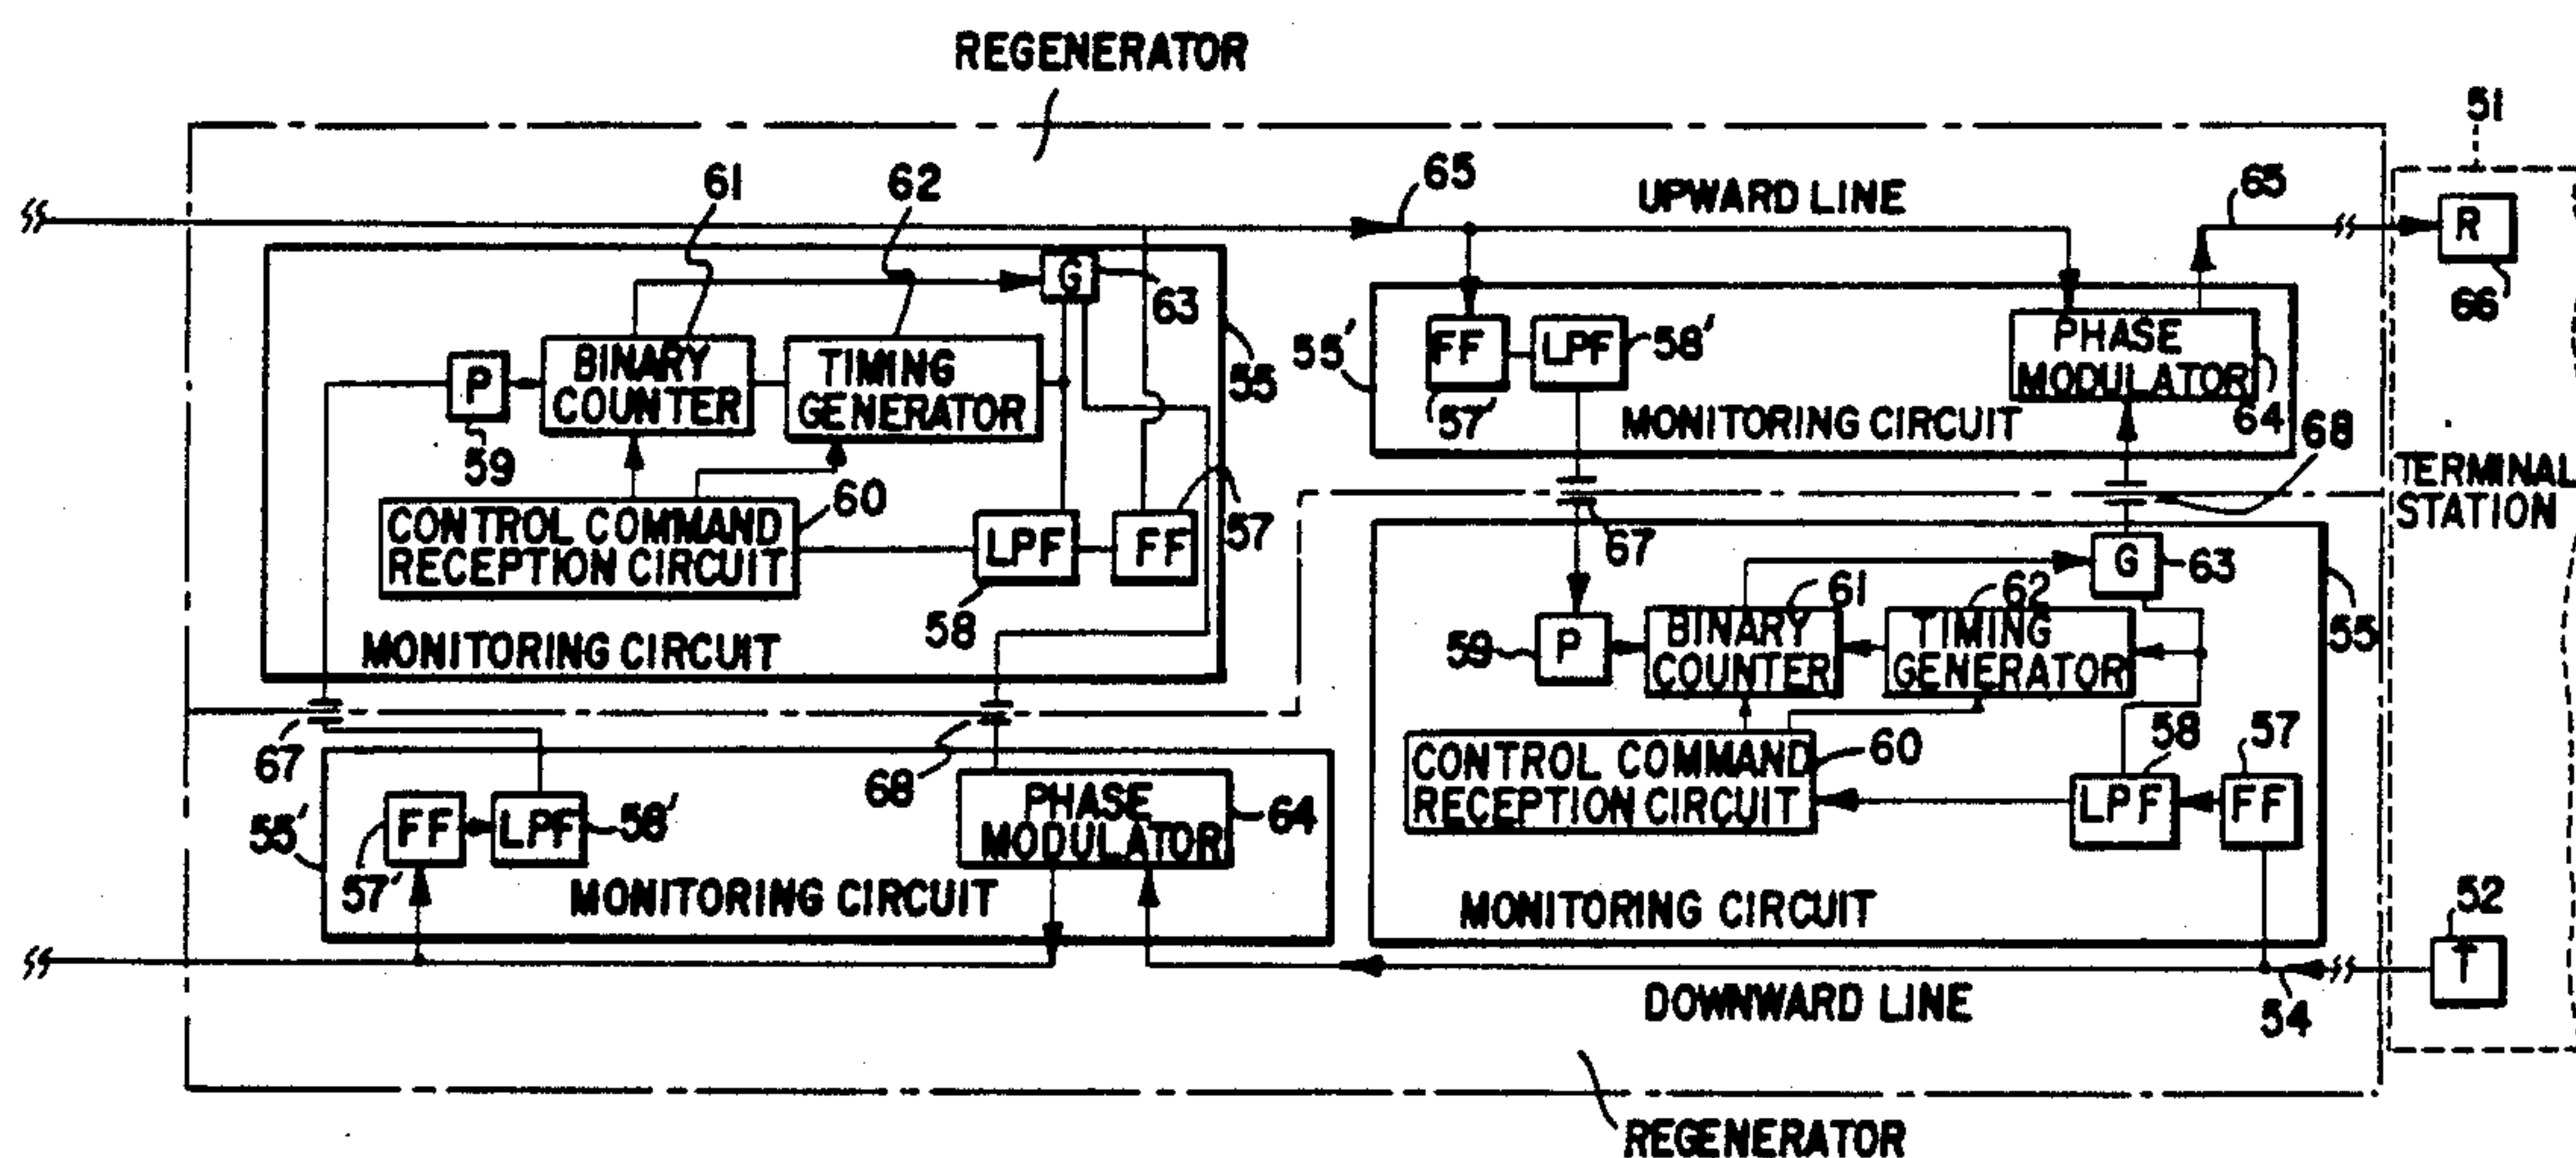 REGENERATOR
51
61
62
65
UPWARD LINE
65
R
66
G
63
55
55'
FF
LPF
58'
57'
PHASE
MODULATOR
64
MONITORING CIRCUIT
68
P
59
BINARY
COUNTER
TIMING
GENERATOR
CONTROL COMMAND
RECEPTION CIRCUIT
60
LPF
58
FF
57
MONITORING CIRCUIT
TERMINAL
STATION
67
G
63
61
62
59
P
BINARY
COUNTER
TIMING
GENERATOR
55
CONTROL COMMAND
RECEPTION CIRCUIT
60
58
57
LPF
FF
MONITORING CIRCUIT
67
68
55'
FF
57'
LPF
58'
PHASE
MODULATOR
64
MONITORING CIRCUIT
52
T
54
DOWNWARD LINE
REGENERATOR